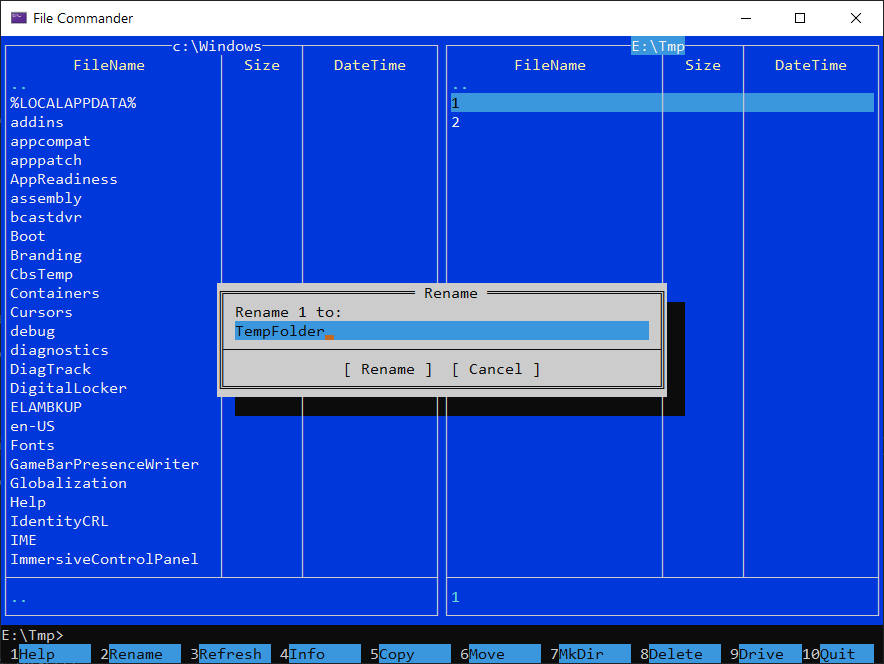 File Commander
c:\Windows E:\Tmp
FileName Size DateTime FileName Size DateTime
.. ..
%LOCALAPPDATA% 1
addins 2
appcompat
apppatch
AppReadiness
assembly
bcastdvr
Boot
Branding
CbsTemp
Containers
Cursors
debug
diagnostics
DiagTrack
DigitalLocker
ELAMBKUP
en-US
Fonts
GameBarPresenceWriter
Globalization
Help
IdentityCRL
IME
ImmersiveControlPanel
Rename
Rename 1 to:
TempFolder
[ Rename ] [ Cancel ]
.. 1
E:\Tmp>
1Help 2Rename 3Refresh 4Info 5Copy 6Move 7MkDir 8Delete 9Drive 10Quit